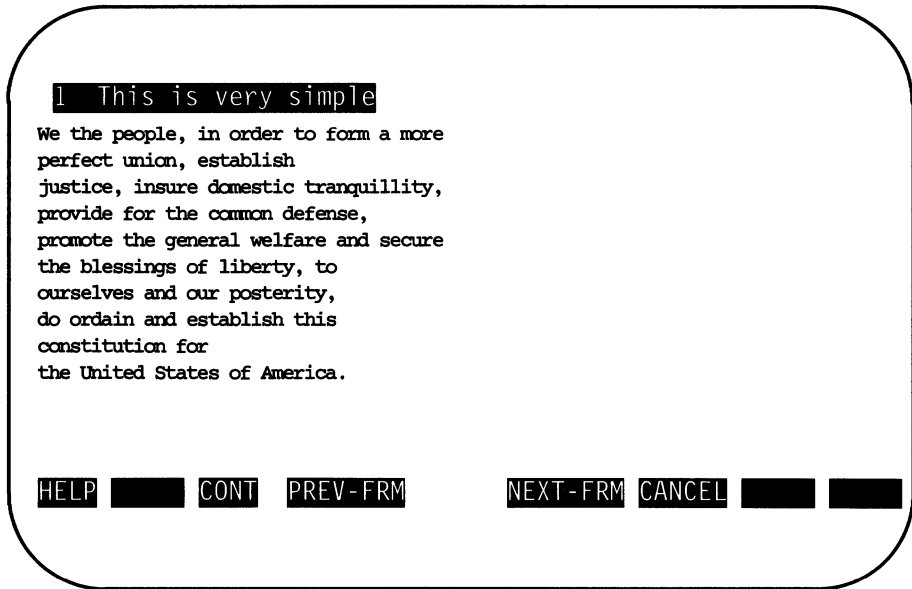 1 This is very simple
We the people, in order to form a more
perfect union, establish
justice, insure domestic tranquillity,
provide for the common defense,
promote the general welfare and secure
the blessings of liberty, to
ourselves and our posterity,
do ordain and establish this
constitution for
the United States of America.
HELP CONT PREV-FRM NEXT-FRM CANCEL